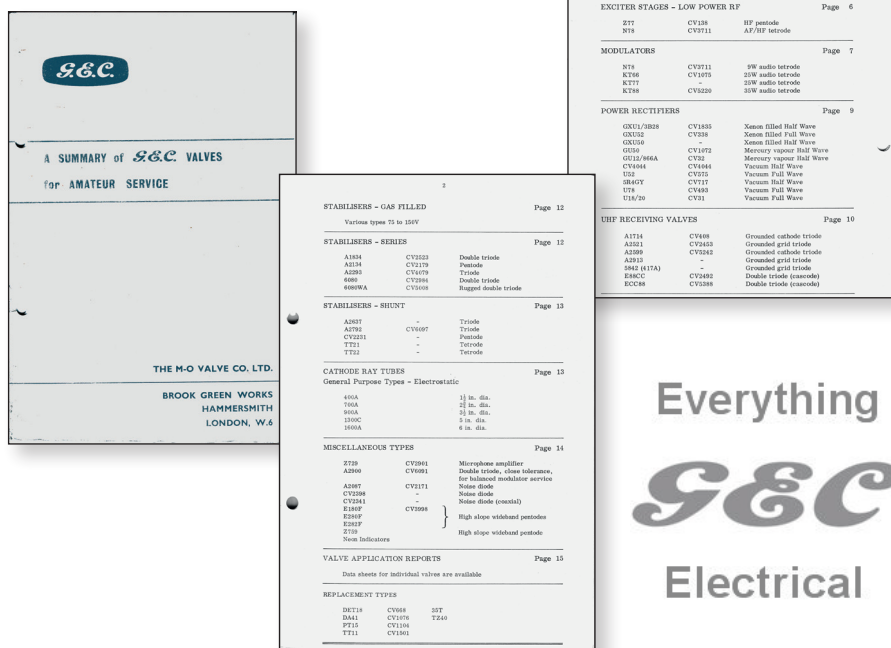 G.E.C.
A SUMMARY of G.E.C. VALVES
for AMATEUR SERVICE
THE M-O VALVE CO. LTD.
BROOK GREEN WORKS
HAMMERSMITH
LONDON, W.6
2
STABILISERS - GAS FILLED Page 12
Various types 75 to 150V
STABILISERS - SERIES Page 12
A1834 CV2523 Double triode
A2134 CV2179 Pentode
A2293 CV4079 Triode
6080 CV2984 Double triode
6080WA CV5008 Rugged double triode
STABILISERS - SHUNT Page 13
A2637 - Triode
A2792 CV6097 Triode
CV2231 - Pentode
TT21 - Tetrode
TT22 - Tetrode
CATHODE RAY TUBES Page 13
General Purpose Types - Electrostatic
400A 1½ in. dia.
700A in. dia.
900A in. dia.
1300C 5 in. dia.
1600A 6 in. dia.
MISCELLANEOUS TYPES Page 14
Z729 CV2901 Microphone amplifier
A2900 CV6091 Double triode, close tolerance,
for balanced modulator service
A2087 CV2171 Noise diode
CV2398 - Noise diode
CV2341 - Noise diode (coaxial)
E180F CV3998
E280F High slope wideband pentodes
E282F
Z759 High slope wideband pentode
Neon Indicators
VALVE APPLICATION REPORTS Page 15
Data sheets for individual valves are available
REPLACEMENT TYPES
DET18 CV668 35T
DA41 CV1076 TZ40
PT15 CV1104
TT11 CV1501
EXCITER STAGES - LOW POWER RF Page 6
Z77 CV138 HF pentode
N78 CV3711 AF/HF tetrode
MODULATORS Page 7
N78 CV3711 9W audio tetrode
KT66 CV1075 25W audio tetrode
KT77 - 25W audio tetrode
KT88 CV5220 35W audio tetrode
POWER RECTIFIERS Page 9
GXU1/3B28 CV1835 Xenon filled Half Wave
GXU52 CV338 Xenon filled Full Wave
GXU50 - Xenon filled Half Wave
GU50 CV1072 Mercury vapour Half Wave
GU12/866A CV32 Mercury vapour Half Wave
CV4044 CV4044 Vacuum Half Wave
U52 CV575 Vacuum Full Wave
5R4GY CV717 Vacuum Full Wave
U78 CV493 Vacuum Full Wave
U18/20 CV31 Vacuum Full Wave
UHF RECEIVING VALVES Page 10
A1714 CV408 Grounded cathode triode
A2521 CV2453 Grounded grid triode
A2599 CV5242 Grounded cathode triode
A2913 - Grounded grid triode
5842 (417A) - Grounded grid triode
E88CC CV2492 Double triode (cascode)
ECC88 CV5388 Double triode (cascode)
Everything
GEC
Electrical